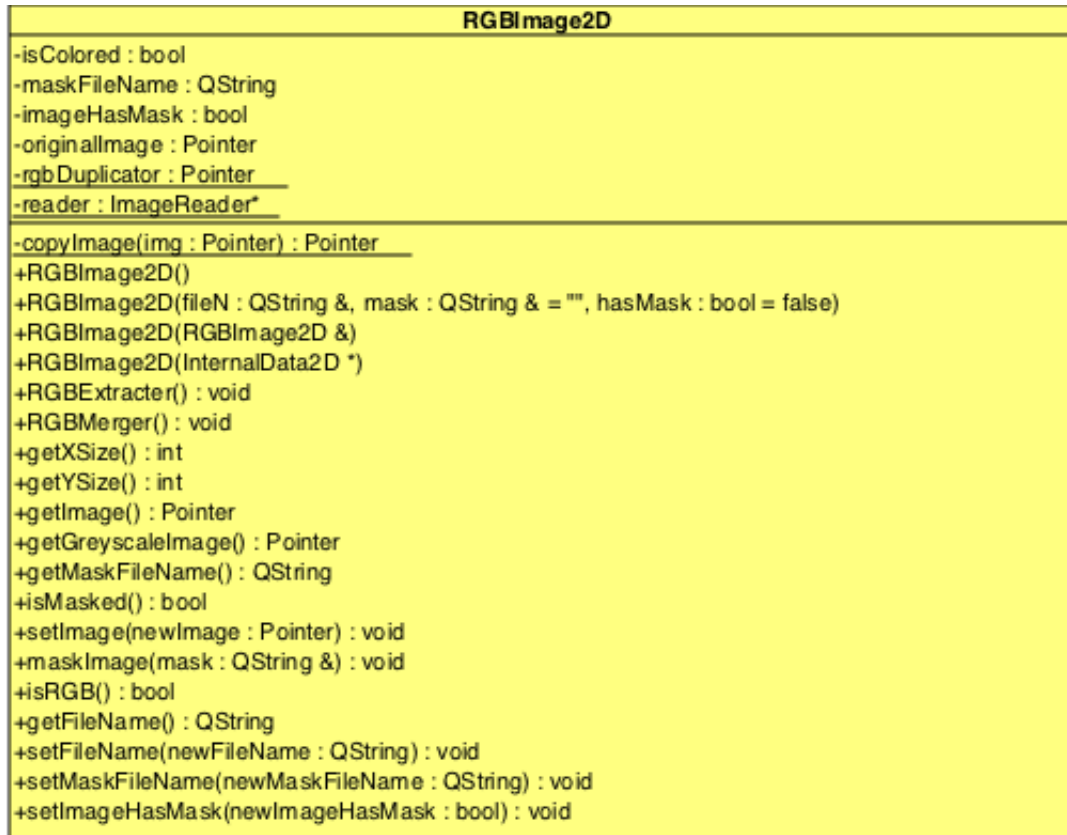 RGBImage2D
-isColored : bool
-maskFileName : QString
-imageHasMask : bool
-originalImage : Pointer
-rgbDuplicator : Pointer
-reader : ImageReader*
-copyImage(img : Pointer) : Pointer
+RGBImage2D()
+RGBImage2D(fileN : QString &, mask : QString & = "", hasMask : bool = false)
+RGBImage2D(RGBImage2D &)
+RGBImage2D(InternalData2D *)
+RGBExtracter() : void
+RGBMerger() : void
+getXSize() : int
+getYSize() : int
+getImage() : Pointer
+getGreyscaleImage() : Pointer
+getMaskFileName() : QString
+isMasked() : bool
+setImage(newImage : Pointer) : void
+maskImage(mask : QString &) : void
+isRGB() : bool
+getFileName() : QString
+setFileName(newFileName : QString) : void
+setMaskFileName(newMaskFileName : QString) : void
+setImageHasMask(newImageHasMask : bool) : void